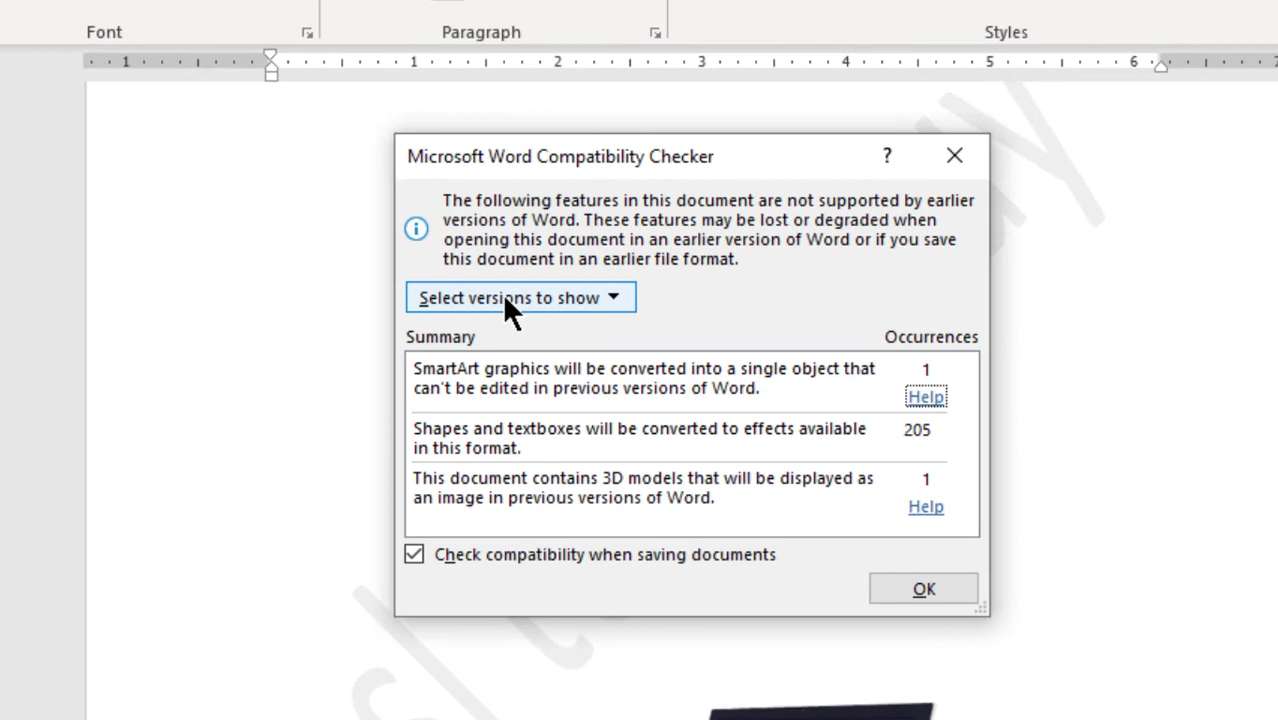 Font Paragraph Styles
1 1 2 3 4 5 6 7
Microsoft Word Compatibility Checker ?
The following features in this document are not supported by earlier
versions of Word. These features may be lost or degraded when
opening this document in an earlier version of Word or if you save
this document in an earlier file format.
Select versions to show
Summary Occurrences
SmartArt graphics will be converted into a single object that 1
can't be edited in previous versions of Word. Help
Shapes and textboxes will be converted to effects available 205
in this format.
This document contains 3D models that will be displayed as 1
an image in previous versions of Word. Help
Check compatibility when saving documents
OK